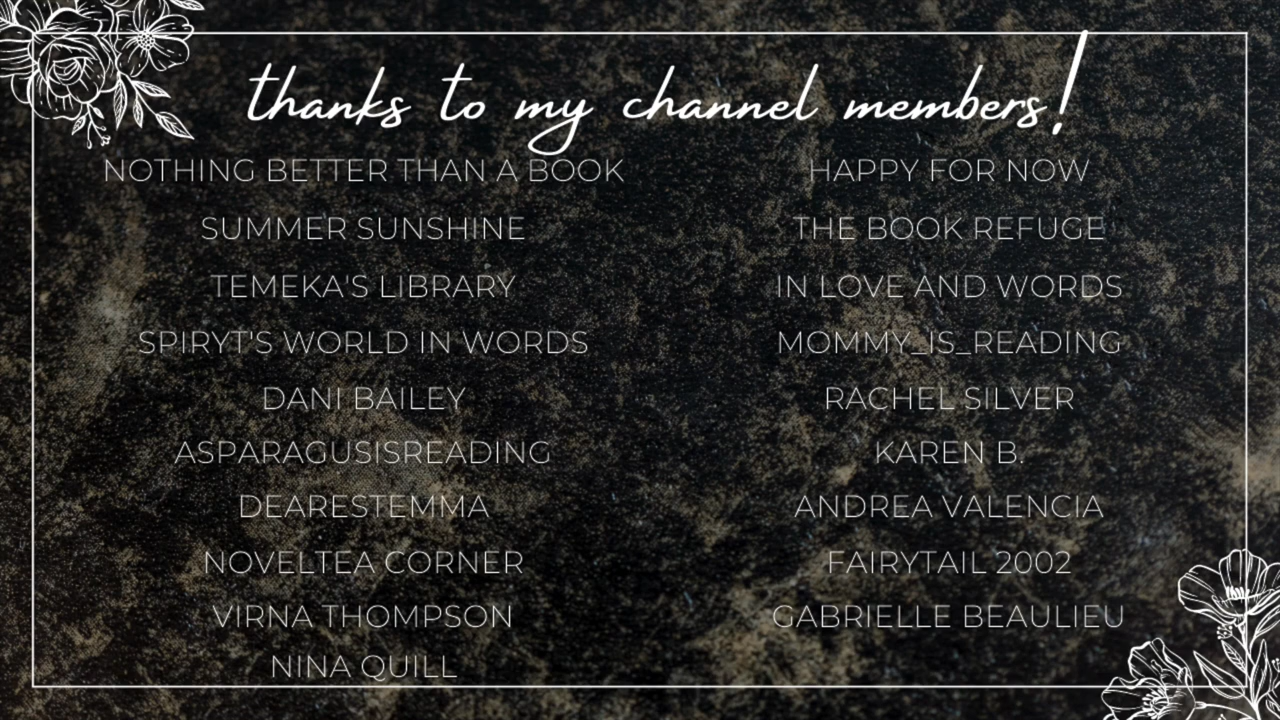 thanks to my channel members!
NOTHING BETTER THAN A BOOK
SUMMER SUNSHINE
TEMEKA'S LIBRARY
SPIRYT'S WORLD IN WORDS
DANI BAILEY
ASPARAGUSISREADING
DEARESTEMMA
NOVELTEA CORNER
VIRNA THOMPSON
NINA QUILL
HAPPY FOR NOW
THE BOOK REFUGE
IN LOVE AND WORDS
MOMMY_IS_READING
RACHEL SILVER
KAREN B.
ANDREA VALENCIA
FAIRYTAIL 2002
GABRIELLE BEAULIEU